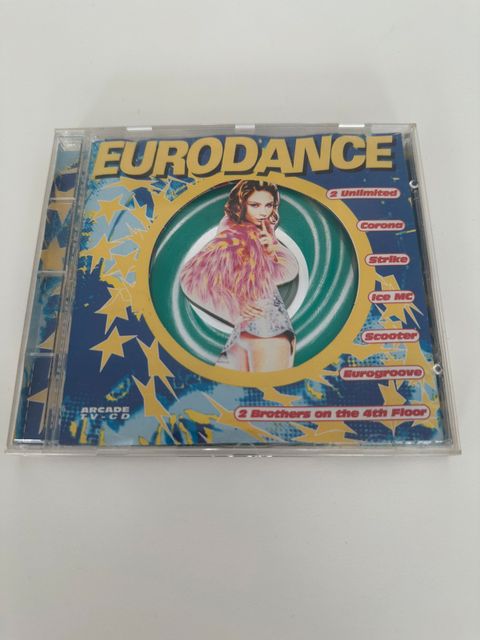 EURODANCE
2 Unlimited
Corona
Strike
Ice MC
Scooter
Eurogroove
2 Brothers on the 4th Floor
ARCADE
TV-CD